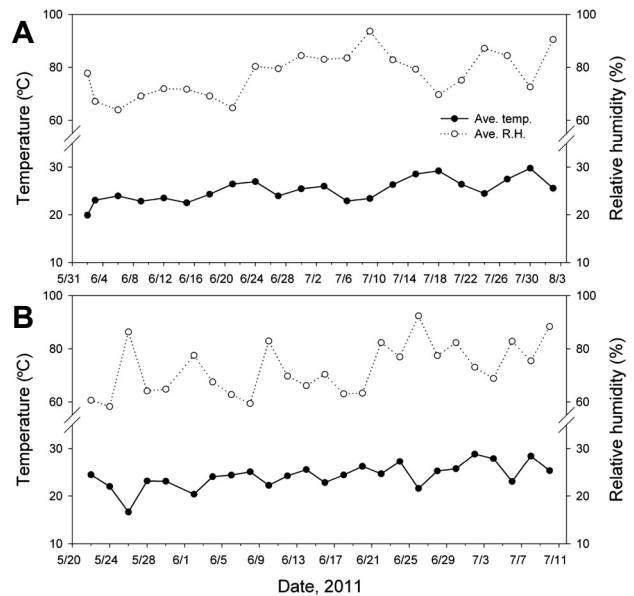 A
Temperature (ºC)
Relative humidity (%)
100
80
60
30
20
10
100
80
60
30
20
10
Ave. temp.
Ave. R.H.
5/31 6/4 6/8 6/12 6/16 6/20 6/24 6/28 7/2 7/6 7/10 7/14 7/18 7/22 7/26 7/30 8/3
B
Temperature (ºC)
Relative humidity (%)
100
80
60
30
20
10
100
80
60
30
20
10
5/20 5/24 5/28 6/1 6/5 6/9 6/13 6/17 6/21 6/25 6/29 7/3 7/7 7/11
Date, 2011